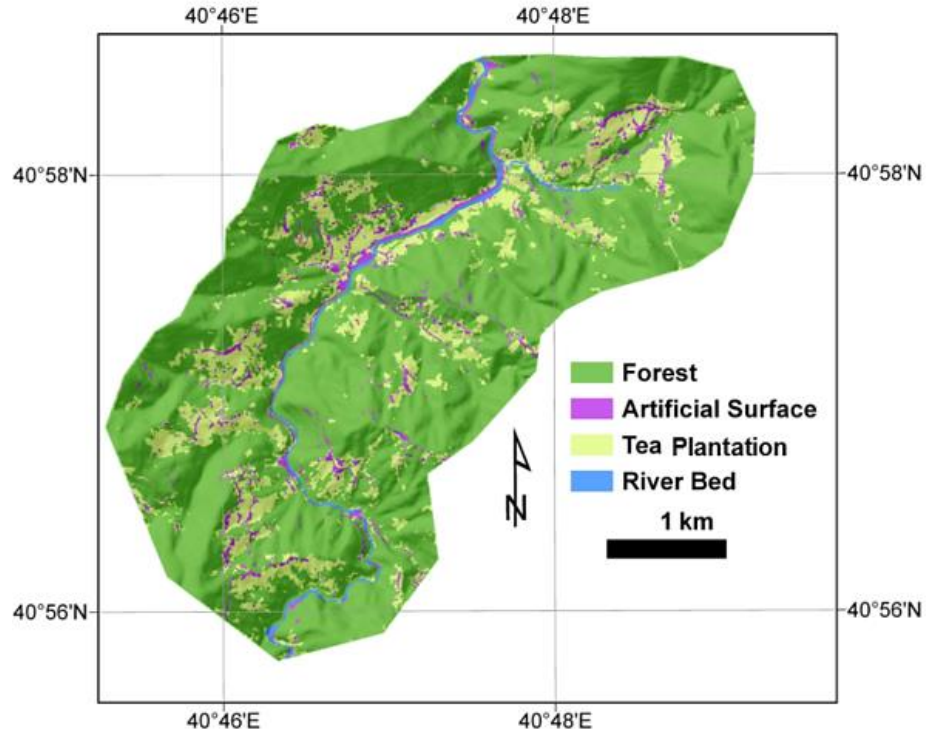 40°46'E 40°48'E
40°58'N 40°58'N
Forest
Artificial Surface
Tea Plantation
River Bed
N
1 km
40°56'N 40°56'N
40°46'E 40°48'E